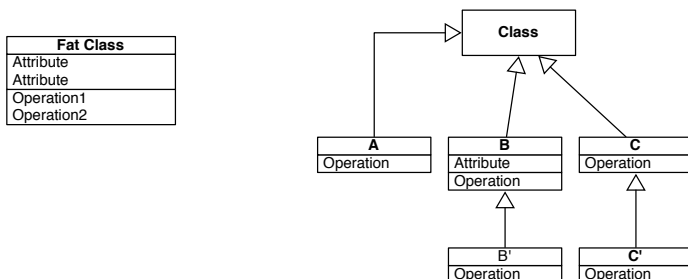 Fat Class
Attribute
Attribute
Operation1
Operation2
Class
A
Operation
B
Attribute
Operation
C
Operation
B'
Operation
C'
Operation